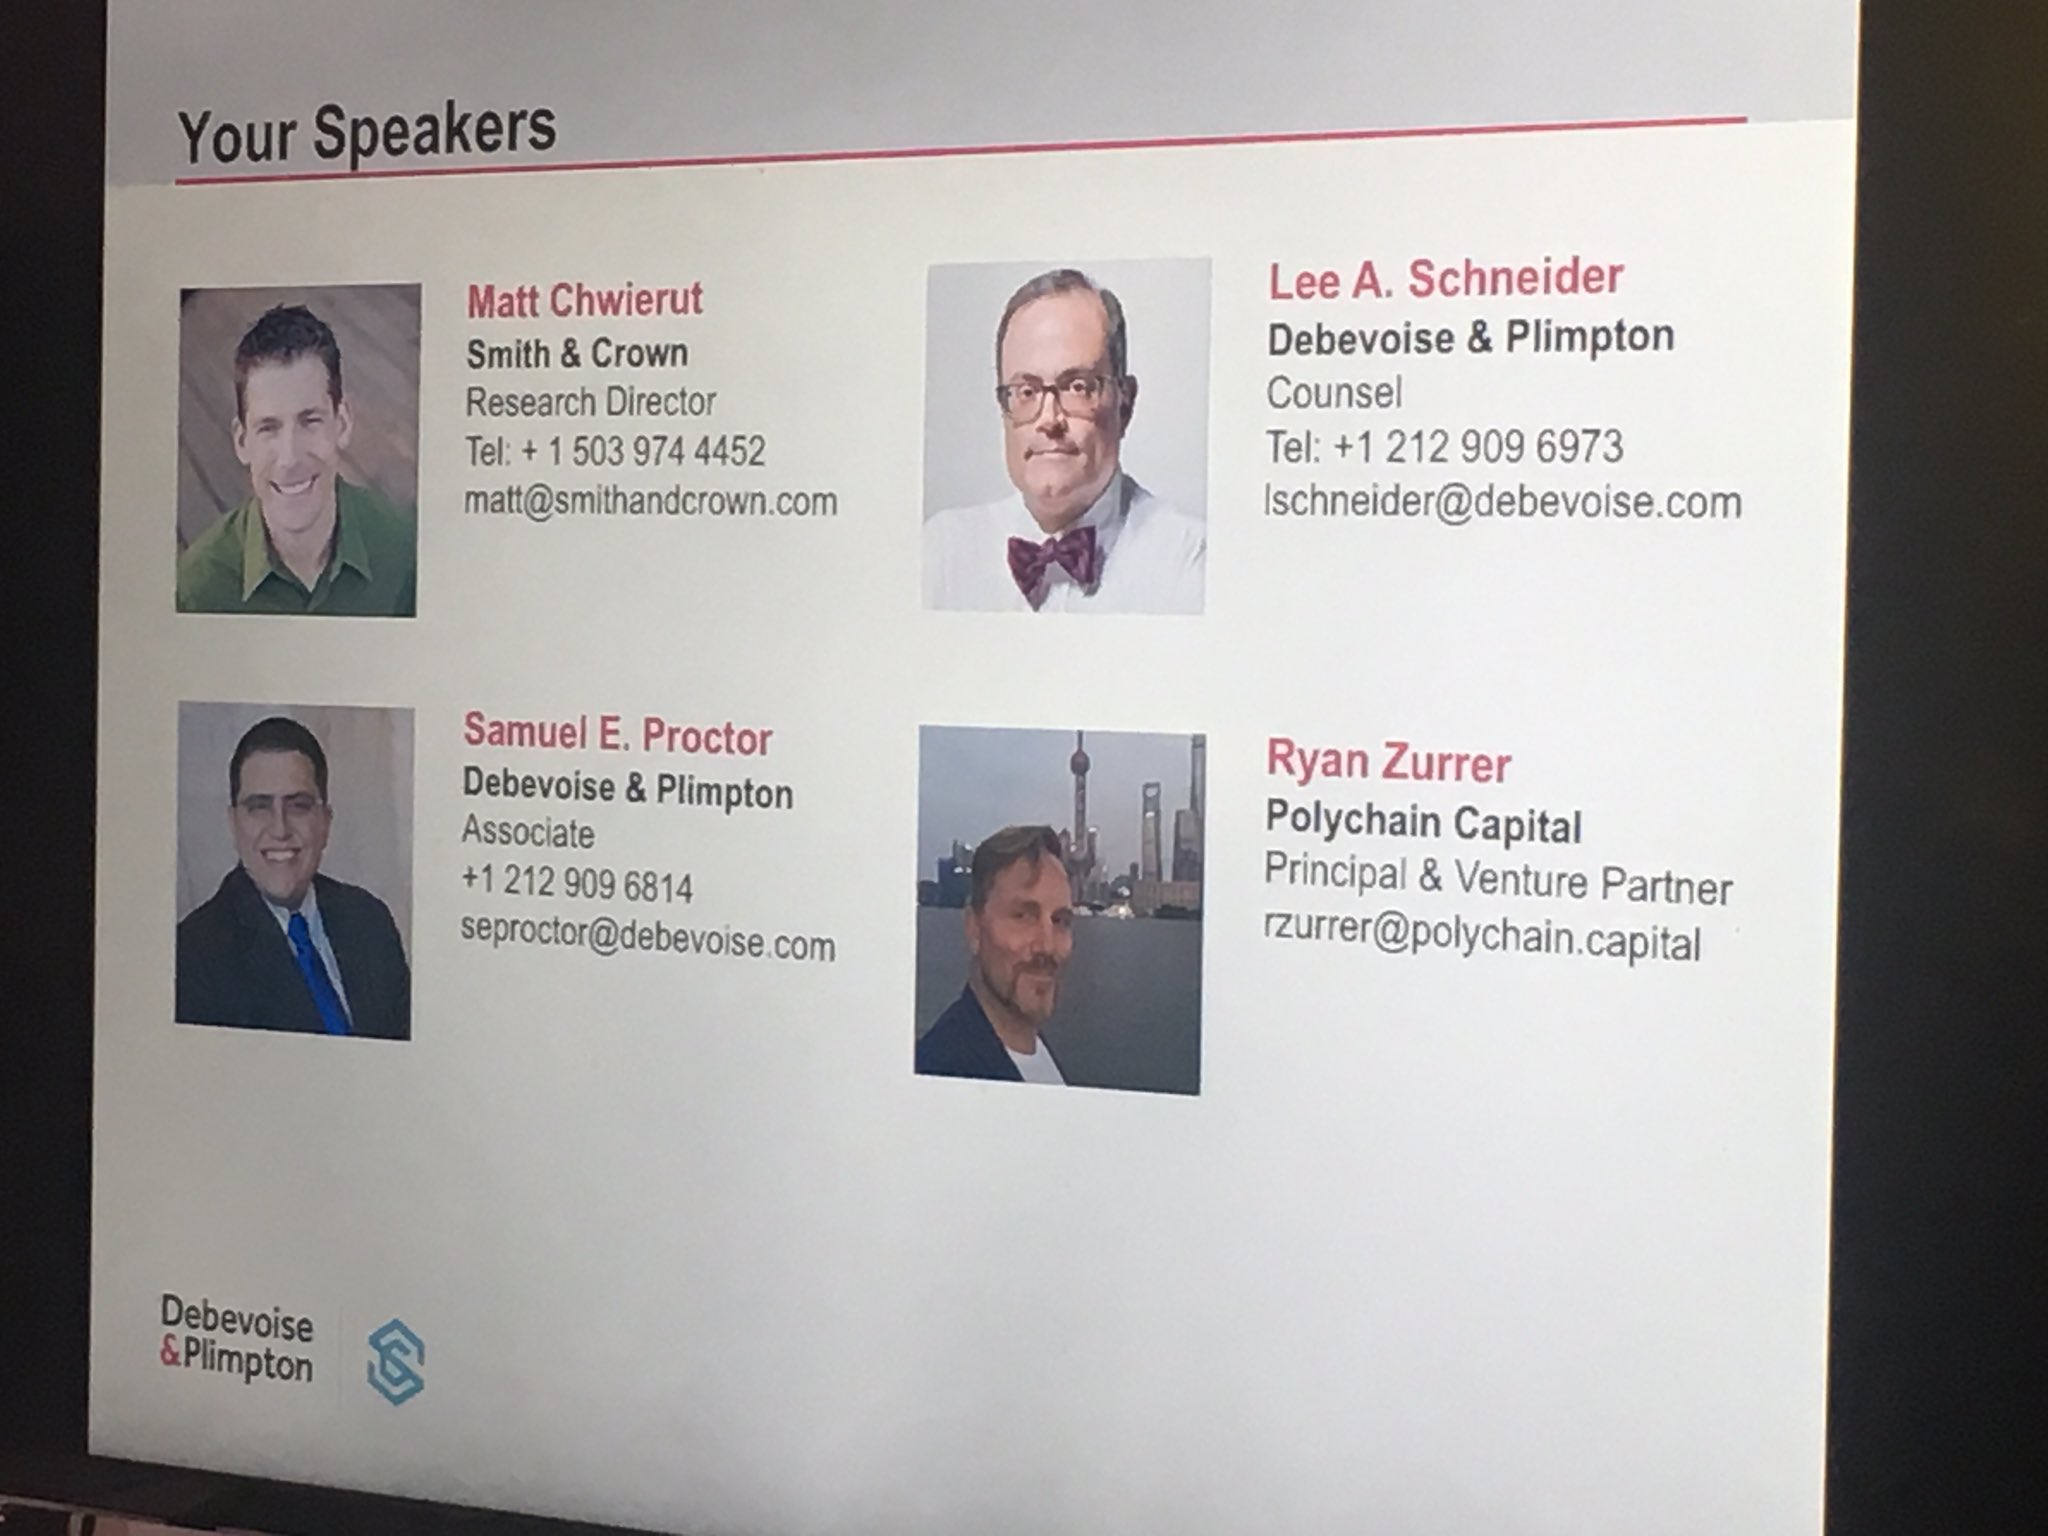 Your Speakers
Matt Chwierut
Smith & Crown
Research Director
Tel: + 1 503 974 4452
matt@smithandcrown.com
Lee A. Schneider
Debevoise & Plimpton
Counsel
Tel: +1 212 909 6973
lschneider@debevoise.com
Samuel E. Proctor
Debevoise & Plimpton
Associate
+1 212 909 6814
seproctor@debevoise.com
Ryan Zurrer
Polychain Capital
Principal & Venture Partner
rzurrer@polychain.capital
Debevoise
&Plimpton